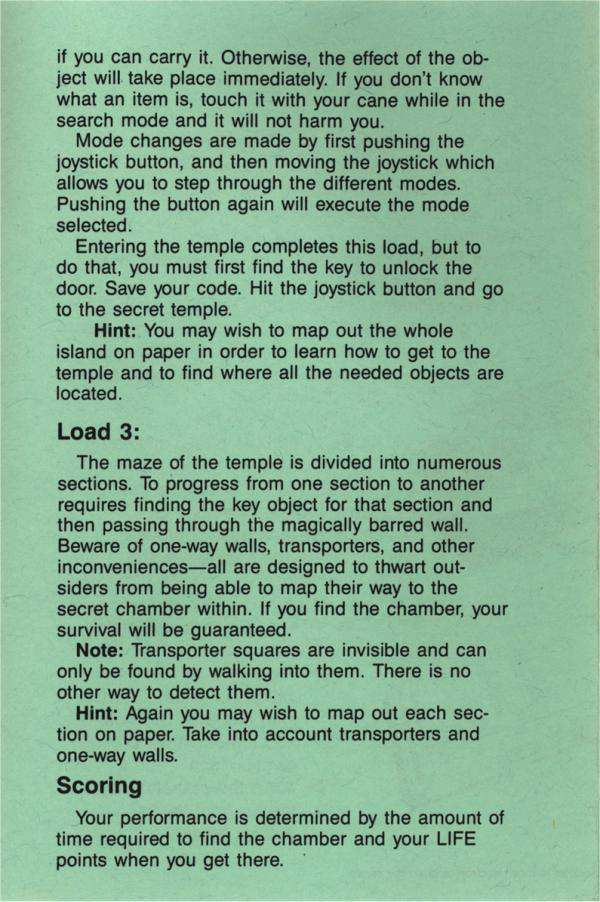 if you can carry it. Otherwise, the effect of the ob-
ject will take place immediately. If you don't know
what an item is, touch it with your cane while in the
search mode and it will not harm you.
Mode changes are made by first pushing the
joystick button, and then moving the joystick which
allows you to step through the different modes.
Pushing the button again will execute the mode
selected.
Entering the temple completes this load, but to
do that, you must first find the key to unlock the
door. Save your code. Hit the joystick button and go
to the secret temple.
Hint: You may wish to map out the whole
island on paper in order to learn how to get to the
temple and to find where all the needed objects are
located.
Load 3:
The maze of the temple is divided into numerous
sections. To progress from one section to another
requires finding the key object for that section and
then passing through the magically barred wall.
Beware of one-way walls, transporters, and other
inconveniences—all are designed to thwart out-
siders from being able to map their way to the
secret chamber within. If you find the chamber, your
survival will be guaranteed.
Note: Transporter squares are invisible and can
only be found by walking into them. There is no
other way to detect them.
Hint: Again you may wish to map out each sec-
tion on paper. Take into account transporters and
one-way walls.
Scoring
Your performance is determined by the amount of
time required to find the chamber and your LIFE
points when you get there.